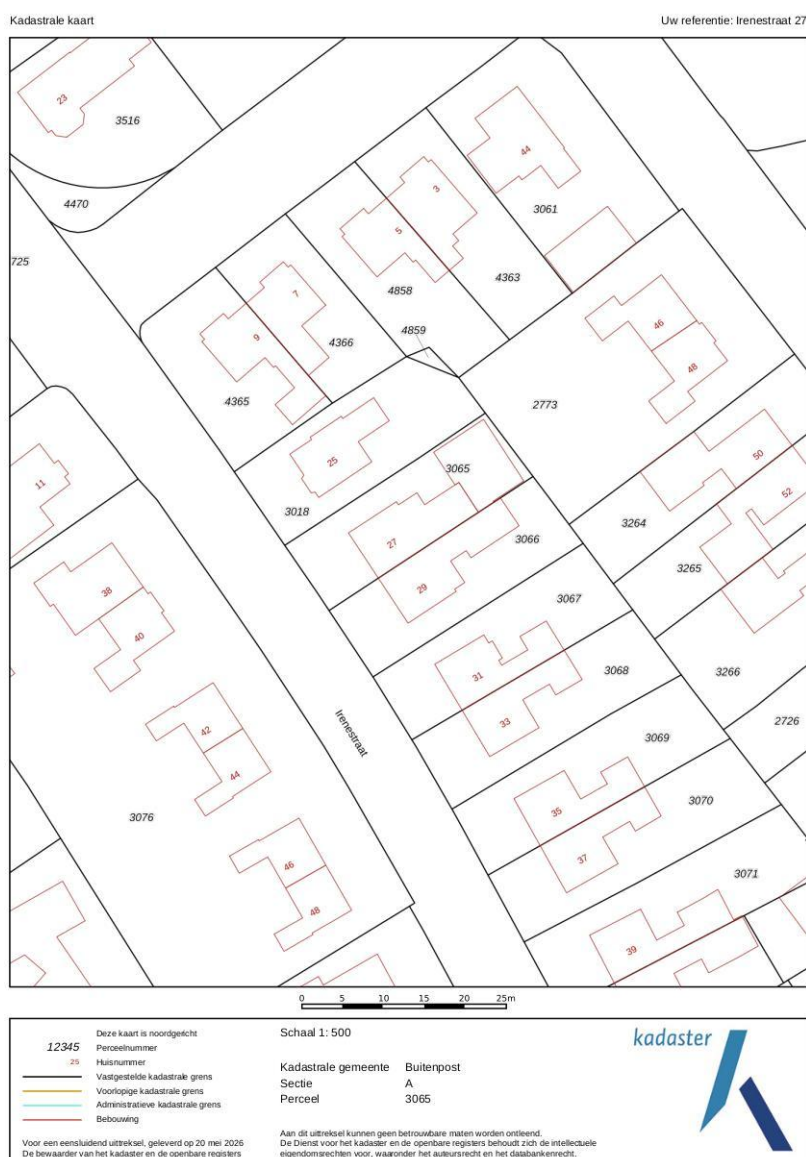 Kadastrale kaart
Uw referentie: Irenestraat 27
23
3516
44
3
3061
4470
5
725
4363
7
4858
9
4859
46
4366
48
4365
2773
50
25
3065
11
52
3018
3264
27
3066
3265
29
38
3067
40
3068
3266
31
33
3069
2726
42
Irenestraat
44
3070
35
3076
37
46
3071
48
39
0 5 10 15 20 25m
Deze kaart is noordgericht
12345 Perceelnummer
25 Huisnummer
Vastgestelde kadastrale grens
Voorlopige kadastrale grens
Administratieve kadastrale grens
Bebouwing
Voor een eensluidend uittreksel, geleverd op 20 mei 2026
De bewaarder van het kadaster en de openbare registers
Schaal 1: 500
Kadastrale gemeente Buitenpost
Sectie A
Perceel 3065
Aan dit uittreksel kunnen geen betrouwbare maten worden ontleend.
De Dienst voor het kadaster en de openbare registers behoudt zich de intellectuele
eigendomsrechten voor, waaronder het auteursrecht en het databankenrecht.
kadaster